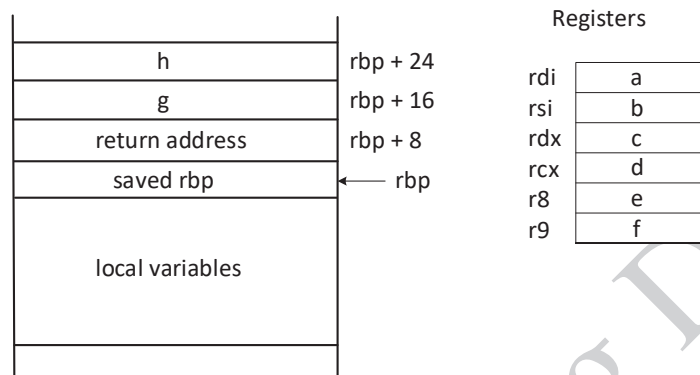 Registers
h rbp + 24
g rbp + 16
return address rbp + 8
saved rbp rbp
local variables
rdi a
rsi b
rdx c
rcx d
r8 e
r9 f